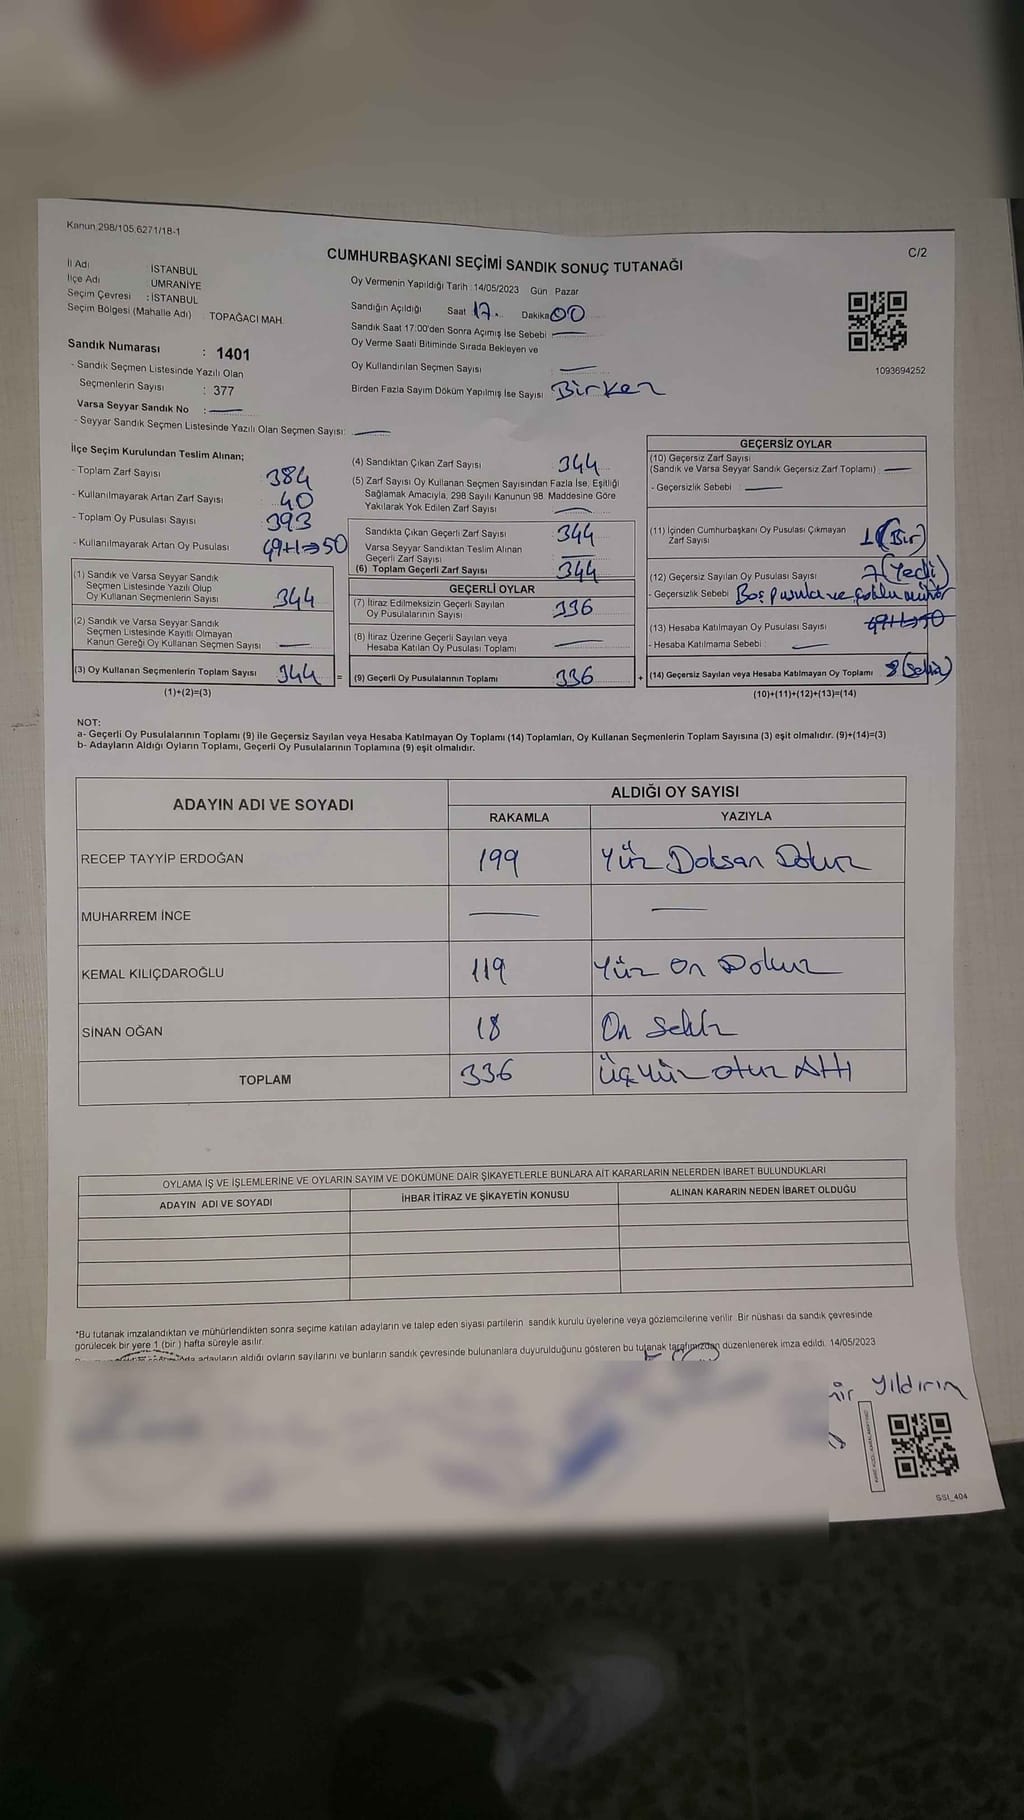 Kanun 298/105,6271/18-1
C/2
CUMHURBAŞKANI SEÇİMİ SANDIK SONUÇ TUTANAĞI
İl Adı : İSTANBUL
İlçe Adı : ÜMRANİYE
Seçim Çevresi : İSTANBUL
Seçim Bölgesi (Mahalle Adı) TOPAĞACI MAH.
Oy Vermenin Yapıldığı Tarih :14/05/2023 Gün : Pazar
Sandığın Açıldığı Saat 17.. Dakika 00
Sandık Saat 17:00'den Sonra Açımış İse Sebebi
Oy Verme Saati Bitiminde Sırada Bekleyen ve
Oy Kullandırılan Seçmen Sayısı :
Birden Fazla Sayım Döküm Yapılmış İse Sayısı Birkez
1093694252
Sandık Numarası : 1401
- Sandık Seçmen Listesinde Yazılı Olan
Seçmenlerin Sayısı : 377
Varsa Seyyar Sandık No :
- Seyyar Sandık Seçmen Listesinde Yazılı Olan Seçmen Sayısı:
İlçe Seçim Kurulundan Teslim Alınan;
- Toplam Zarf Sayısı 384
- Kullanılmayarak Artan Zarf Sayısı 40
- Toplam Oy Pusulası Sayısı 393
- Kullanılmayarak Artan Oy Pusulası 49+1⇒50
(1) Sandık ve Varsa Seyyar Sandık
Seçmen Listesinde Yazılı Olup
Oy Kullanan Seçmenlerin Sayısı 344
(2) Sandık ve Varsa Seyyar Sandık
Seçmen Listesinde Kayıtlı Olmayan
Kanun Gereği Oy Kullanan Seçmen Sayısı
(3) Oy Kullanan Seçmenlerin Toplam Sayısı 344 =
(1)+(2)=(3)
(4) Sandıktan Çıkan Zarf Sayısı 344
(5) Zarf Sayısı Oy Kullanan Seçmen Sayısından Fazla İse, Eşitliği
Sağlamak Amacıyla, 298 Sayılı Kanunun 98. Maddesine Göre
Yakılarak Yok Edilen Zarf Sayısı
Sandıkta Çıkan Geçerli Zarf Sayısı 344
Varsa Seyyar Sandıktan Teslim Alınan
Geçerli Zarf Sayısı
(6) Toplam Geçerli Zarf Sayısı 344
GEÇERLİ OYLAR
(7) İtiraz Edilmeksizin Geçerli Sayılan
Oy Pusulalarının Sayısı 336
(8) İtiraz Üzerine Geçerli Sayılan veya
Hesaba Katılan Oy Pusulası Toplamı
(9) Geçerli Oy Pusulalarının Toplamı 336 +
GEÇERSİZ OYLAR
(10) Geçersiz Zarf Sayısı
(Sandık ve Varsa Seyyar Sandık Geçersiz Zarf Toplamı) :
- Geçersizlik Sebebi :
(11) İçinden Cumhurbaşkanı Oy Pusulası Çıkmayan
Zarf Sayısı 1 (Bir)
(12) Geçersiz Sayılan Oy Pusulası Sayısı 7 (Yedi)
- Geçersizlik Sebebi Boş pusula ve çoklu mühür
(13) Hesaba Katılmayan Oy Pusulası Sayısı 49+1⇒50
- Hesaba Katılmama Sebebi :
(14) Geçersiz Sayılan veya Hesaba Katılmayan Oy Toplamı 8 (Sekiz)
(10)+(11)+(12)+(13)=(14)
NOT:
a- Geçerli Oy Pusulalarının Toplamı (9) ile Geçersiz Sayılan veya Hesaba Katılmayan Oy Toplamı (14) Toplamları, Oy Kullanan Seçmenlerin Toplam Sayısına (3) eşit olmalıdır. (9)+(14)=(3)
b- Adayların Aldığı Oyların Toplamı, Geçerli Oy Pusulalarının Toplamına (9) eşit olmalıdır.
ADAYIN ADI VE SOYADI ALDIĞI OY SAYISI
RAKAMLA YAZIYLA
RECEP TAYYİP ERDOĞAN 199 Yüz Doksan Dokuz
MUHARREM İNCE
KEMAL KILIÇDAROĞLU 119 Yüz on Dokuz
SİNAN OĞAN 18 On Sekiz
TOPLAM 336 Üçyüz otuz Altı
OYLAMA İŞ VE İŞLEMLERİNE VE OYLARIN SAYIM VE DÖKÜMÜNE DAİR ŞİKAYETLERLE BUNLARA AİT KARARLARIN NELERDEN İBARET BULUNDUKLARI
ADAYIN ADI VE SOYADI İHBAR İTİRAZ VE ŞİKAYETİN KONUSU ALINAN KARARIN NEDEN İBARET OLDUĞU
*Bu tutanak imzalandıktan ve mühürlendikten sonra seçime katılan adayların ve talep eden siyasi partilerin sandık kurulu üyelerine veya gözlemcilerine verilir. Bir nüshası da sandık çevresinde
görülecek bir yere 1 (bir) hafta süreyle asılır.
adayların aldığı oyların sayılarını ve bunların sandık çevresinde bulunanlara duyurulduğunu gösteren bu tutanak tarafımızdan düzenlenerek imza edildi. 14/05/2023
Yıldırım
SSI_404